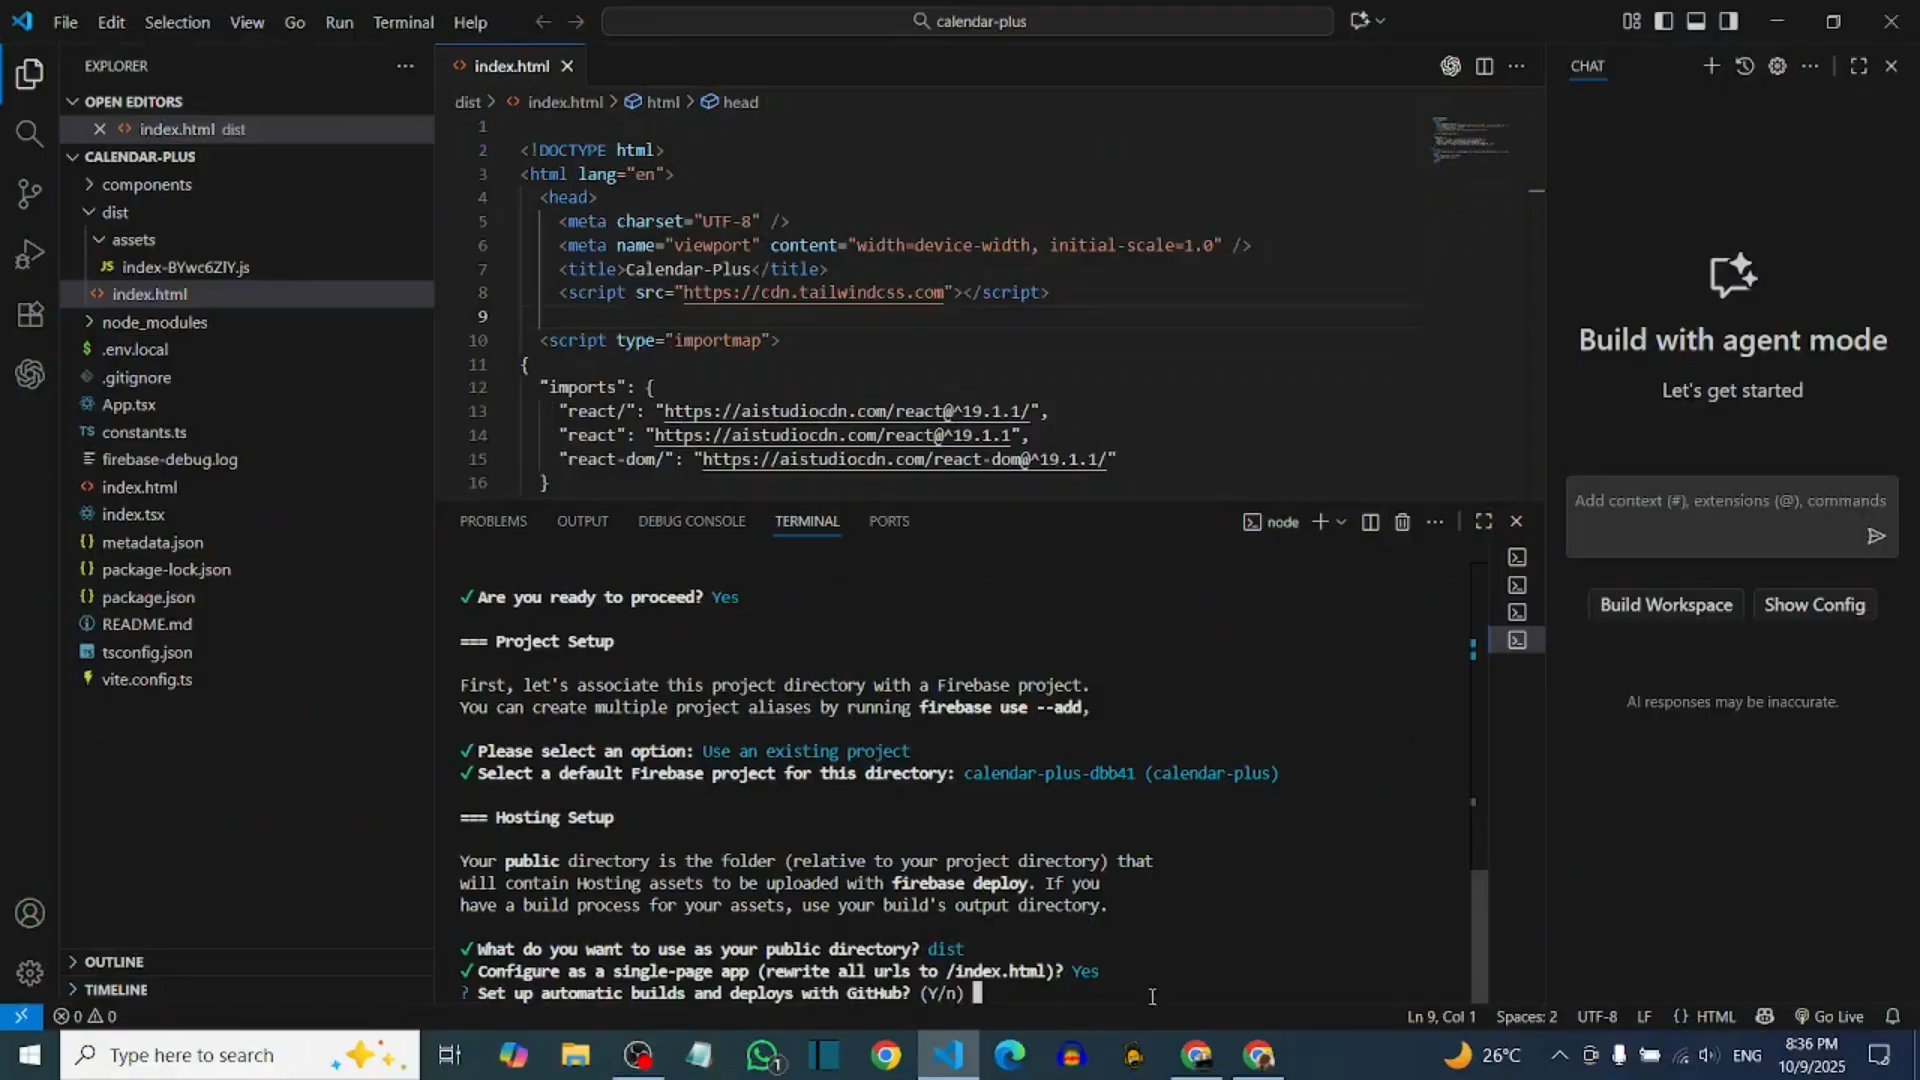 File Edit Selection View Go Run Terminal Help
calendar-plus
EXPLORER
OPEN EDITORS
index.html dist
CALENDAR-PLUS
components
dist
assets
JS index-BYwc6ZlY.js
index.html
node_modules
$ .env.local
.gitignore
App.tsx
TS constants.ts
firebase-debug.log
index.html
index.tsx
{} metadata.json
{} package-lock.json
{} package.json
README.md
tsconfig.json
vite.config.ts
OUTLINE
TIMELINE
index.html
dist > index.html > html > head
1
2 <!DOCTYPE html>
3 <html lang="en">
4 <head>
5 <meta charset="UTF-8" />
6 <meta name="viewport" content="width=device-width, initial-scale=1.0" />
7 <title>Calendar-Plus</title>
8 <script src="https://cdn.tailwindcss.com"></script>
9
10 <script type="importmap">
11 {
12 "imports": {
13 "react/": "https://aistudiocdn.com/react@^19.1.1/",
14 "react": "https://aistudiocdn.com/react@^19.1.1",
15 "react-dom/": "https://aistudiocdn.com/react-dom@^19.1.1/"
16 }
PROBLEMS OUTPUT DEBUG CONSOLE TERMINAL PORTS
node
✓ Are you ready to proceed? Yes
=== Project Setup
First, let's associate this project directory with a Firebase project.
You can create multiple project aliases by running firebase use --add,
✓ Please select an option: Use an existing project
✓ Select a default Firebase project for this directory: calendar-plus-dbb41 (calendar-plus)
=== Hosting Setup
Your public directory is the folder (relative to your project directory) that
will contain Hosting assets to be uploaded with firebase deploy. If you
have a build process for your assets, use your build's output directory.
✓ What do you want to use as your public directory? dist
✓ Configure as a single-page app (rewrite all urls to /index.html)? Yes
? Set up automatic builds and deploys with GitHub? (Y/n)
CHAT
Build with agent mode
Let's get started
Add context (#), extensions (@), commands
Build Workspace
Show Config
AI responses may be inaccurate.
0 0
Ln 9, Col 1 Spaces: 2 UTF-8 LF {} HTML Go Live
Type here to search
1
26°C
ENG
8:36 PM
10/9/2025